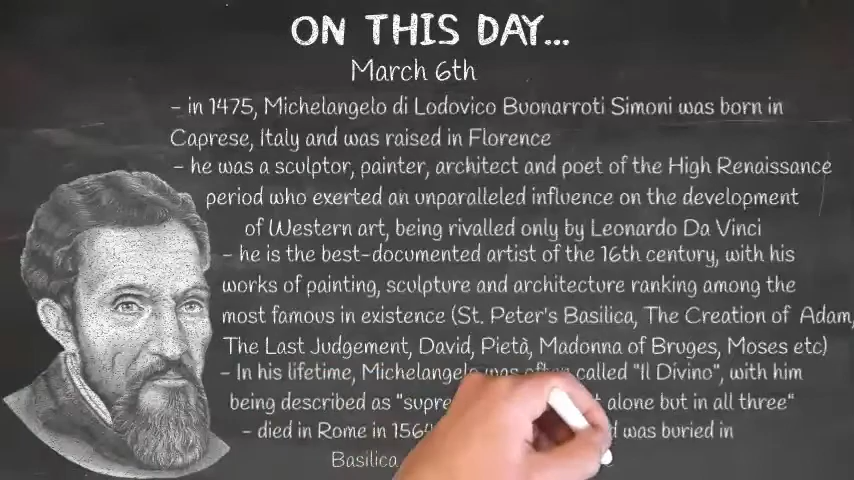 ON THIS DAY...
March 6th
- in 1475, Michelangelo di Lodovico Buonarroti Simoni was born in
Caprese, Italy and was raised in Florence
- he was a sculptor, painter, architect and poet of the High Renaissance
period who exerted an unparalleled influence on the development
of Western art, being rivalled only by Leonardo Da Vinci
- he is the best-documented artist of the 16th century, with his
works of painting, sculpture and architecture ranking among the
most famous in existence (St. Peter's Basilica, The Creation of Adam,
The Last Judgement, David, Pietà, Madonna of Bruges, Moses etc)
- In his lifetime, Michelangelo was often called "Il Divino", with him
being described as alone but in all three"
- died in Rome in was buried in
Basilica